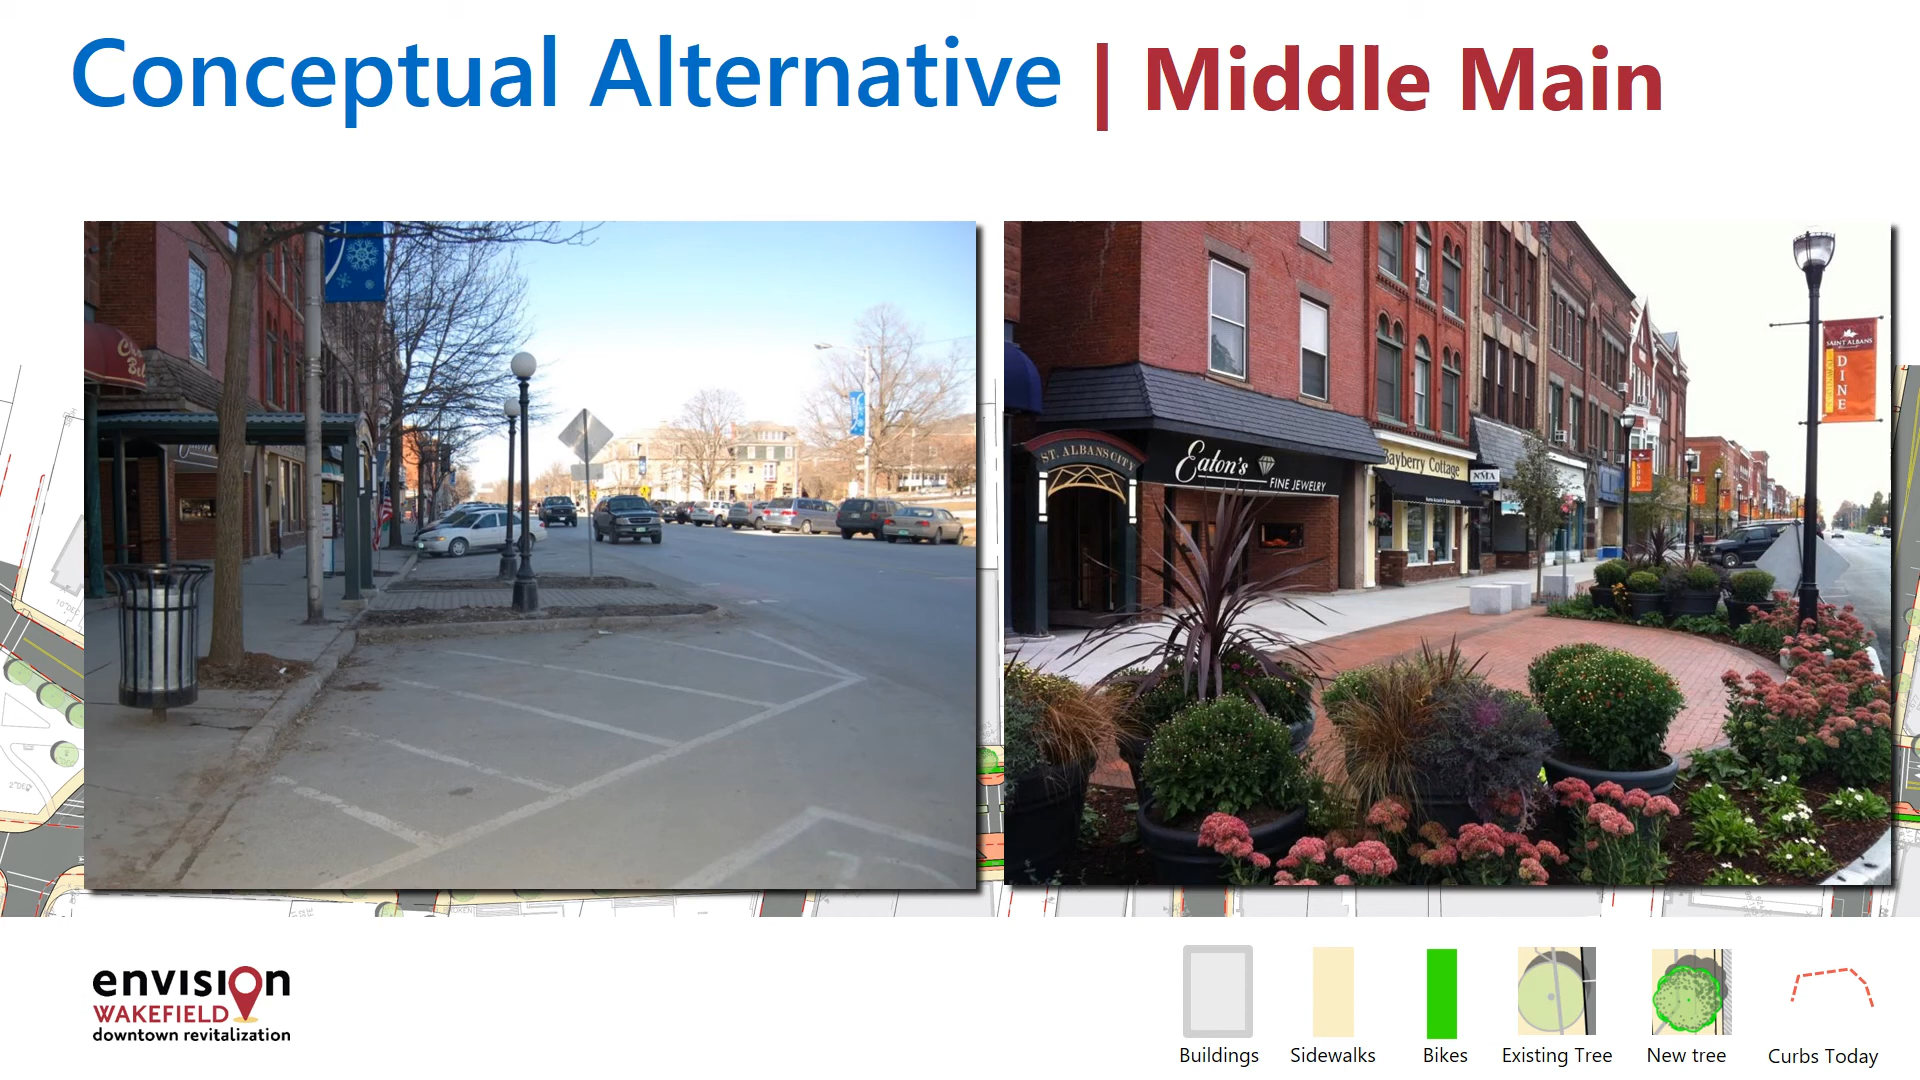 Conceptual Alternative | Middle Main
ST. ALBANS CITY
Eaton's
FINE JEWELRY
Bayberry Cottage
NMA
SAINT ALBANS
DINE
envision
WAKEFIELD
downtown revitalization
Buildings
Sidewalks
Bikes
Existing Tree
New tree
Curbs Today